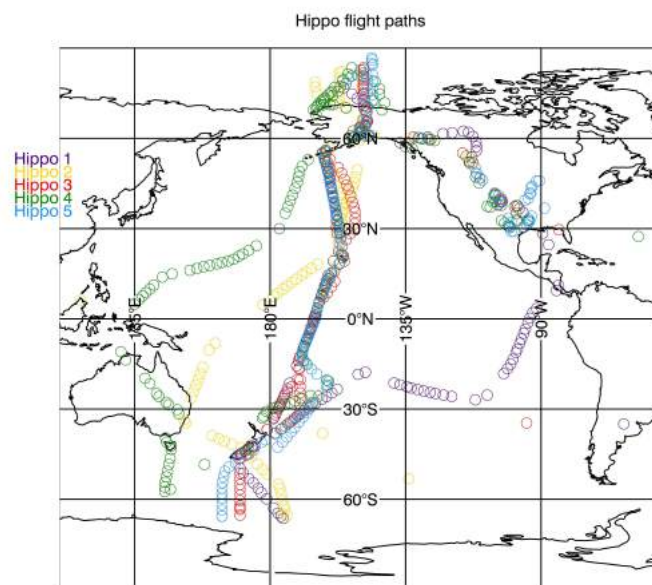 Hippo flight paths
60°N
Hippo 1
Hippo 2
Hippo 3
Hippo 4
Hippo 5
30°N
135°E
180°E
0°N
135°W
90°W
30°S
60°S